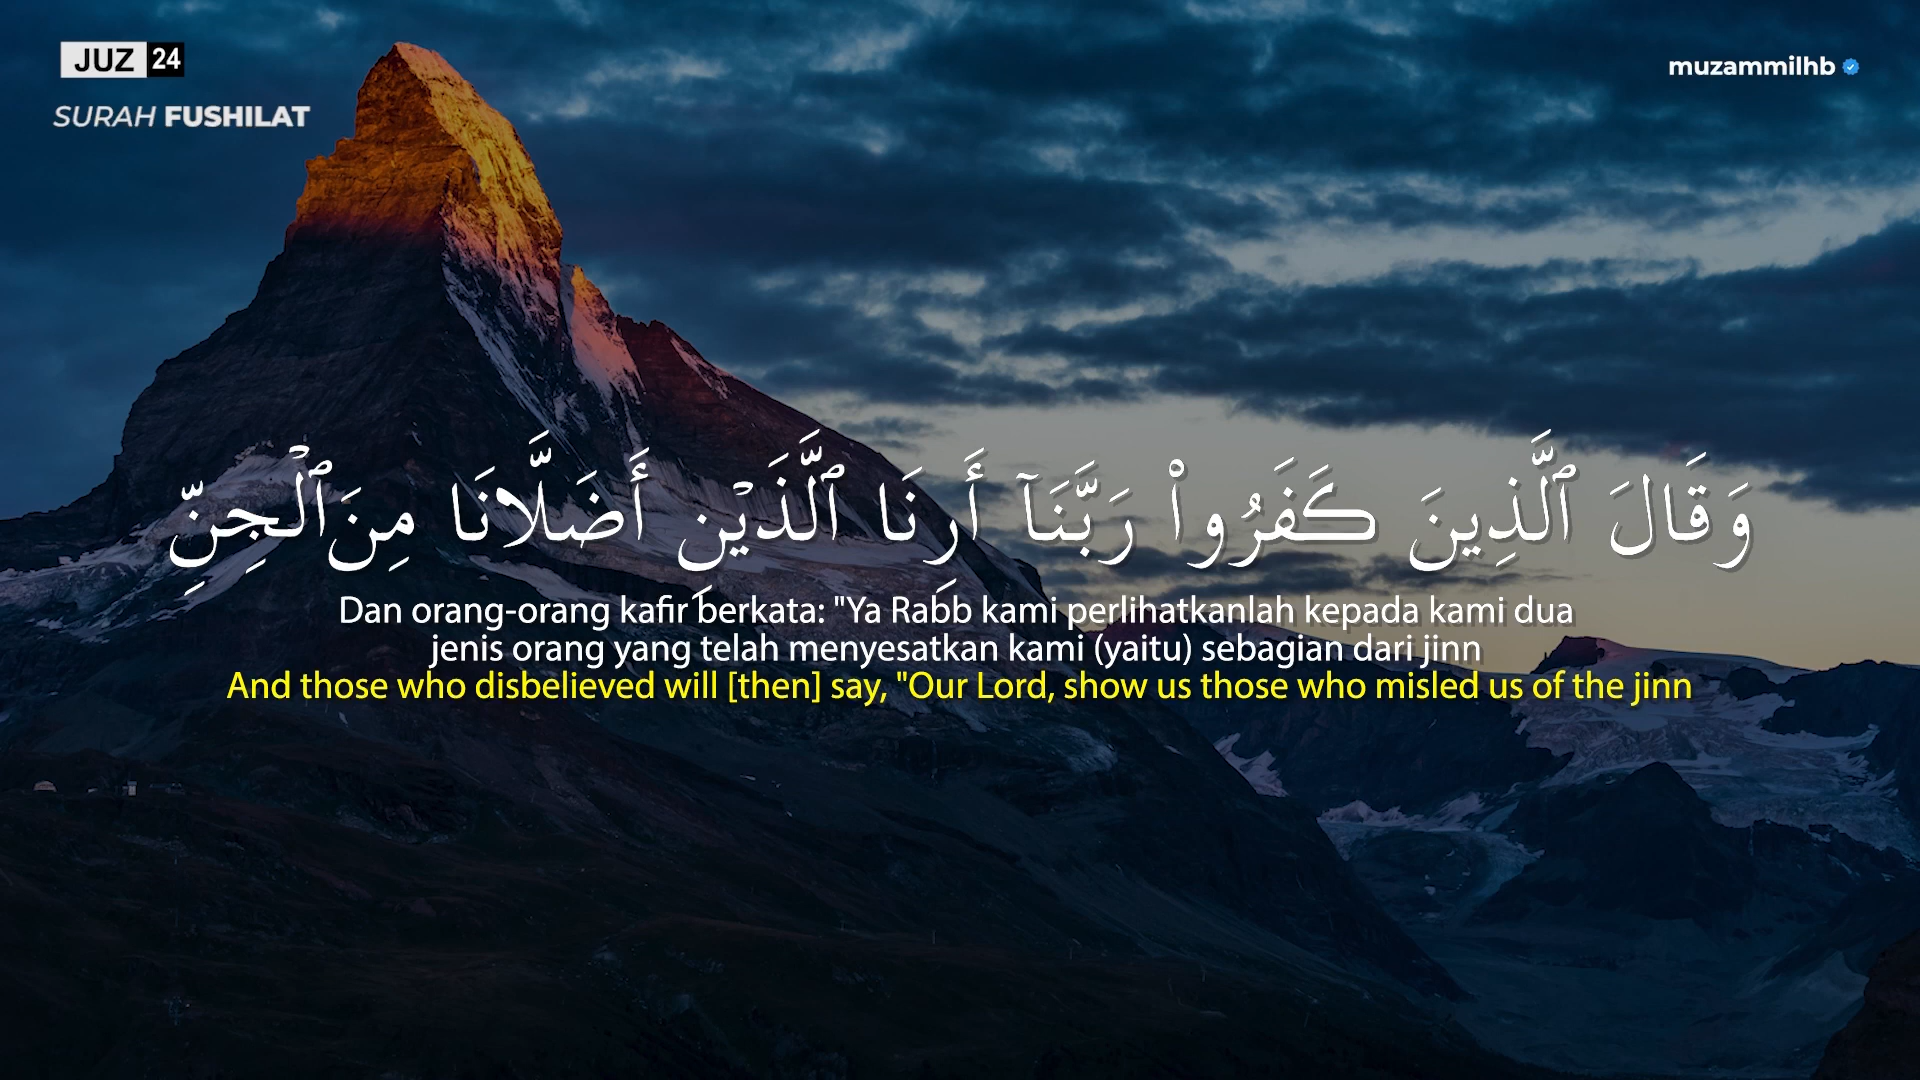 JUZ 24
SURAH FUSHILAT
muzammilhb
وَقَالَ ٱلَّذِينَ كَفَرُوا۟ رَبَّنَآ أَرِنَا ٱلَّذَيْنِ أَضَلَّانَا مِنَ ٱلْجِنِّ
Dan orang-orang kafir berkata: "Ya Rabb kami perlihatkanlah kepada kami dua
jenis orang yang telah menyesatkan kami (yaitu) sebagian dari jinn
And those who disbelieved will [then] say, "Our Lord, show us those who misled us of the jinn